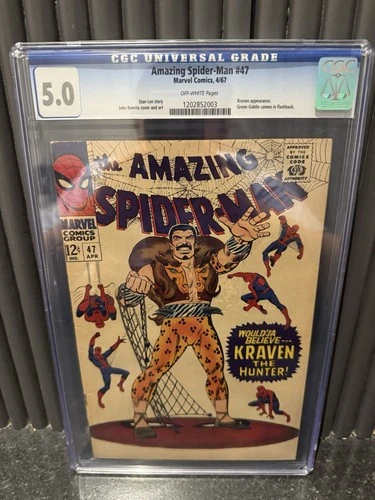 CGC UNIVERSAL GRADE
5.0
Amazing Spider-Man #47
Marvel Comics, 4/67
OFF-WHITE Pages
Stan Lee story
John Romita cover and art
1202852003
Kraven appearance.
Green Goblin cameo in flashback.
the AMAZING
SPIDER-MAN
APPROVED
BY THE
COMICS
CODE
AUTHORITY
MARVEL
COMICS
GROUP
12¢
IND.
47
APR
WOULDJA
BELIEVE---
KRAVEN
THE
HUNTER!